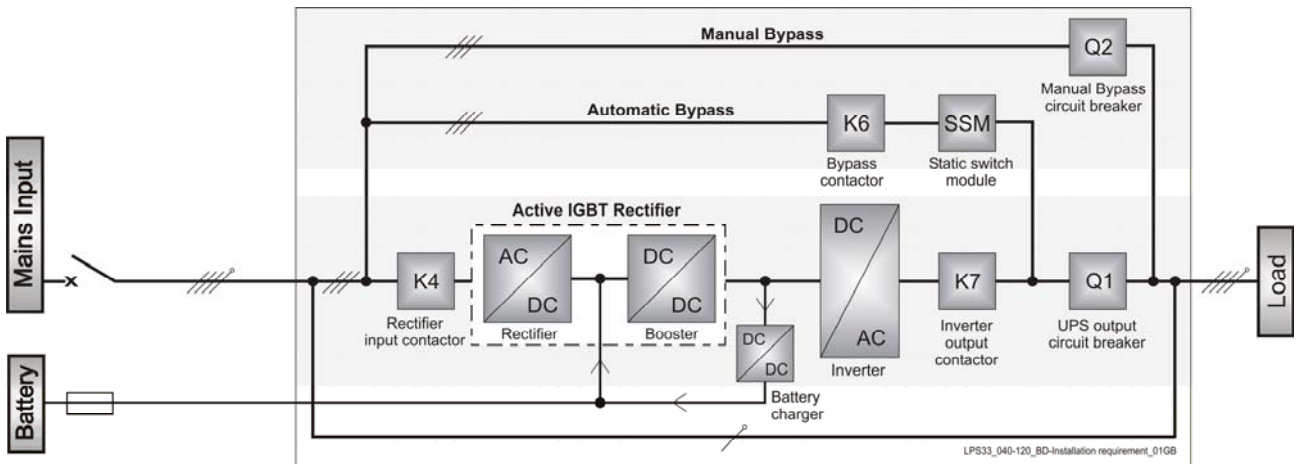 Manual Bypass
Q2
Manual Bypass
circuit breaker
Automatic Bypass
K6
SSM
Bypass
contactor
Static switch
module
Mains Input
Active IGBT Rectifier
K4
Rectifier
input contactor
AC
DC
Rectifier
DC
DC
Booster
DC
DC
Battery
charger
DC
AC
Inverter
K7
Inverter
output
contactor
Q1
UPS output
circuit breaker
Load
Battery
LPS33_040-120_BD-Installation requirement_01GB